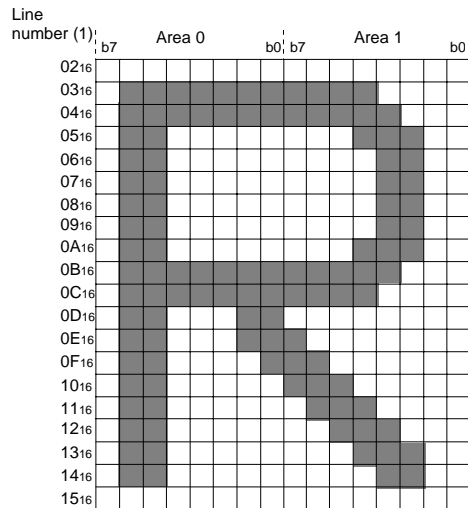 Line
number (1)
b7 Area 0 b0 b7 Area 1 b0
02₁₆
03₁₆
04₁₆
05₁₆
06₁₆
07₁₆
08₁₆
09₁₆
0A₁₆
0B₁₆
0C₁₆
0D₁₆
0E₁₆
0F₁₆
10₁₆
11₁₆
12₁₆
13₁₆
14₁₆
15₁₆